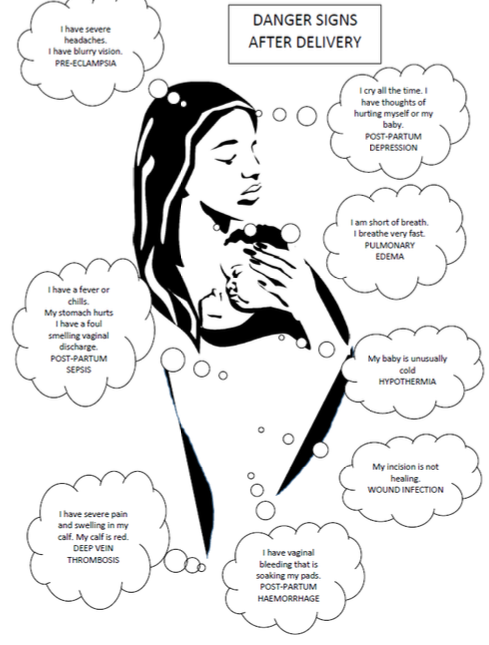 DANGER SIGNS
AFTER DELIVERY
I have severe
headaches.
I have blurry vision.
PRE-ECLAMPSIA
I cry all the time. I
have thoughts of
hurting myself or my
baby.
POST-PARTUM
DEPRESSION
I am short of breath.
I breathe very fast.
PULMONARY
EDEMA
I have a fever or
chills.
My stomach hurts
I have a foul
smelling vaginal
discharge.
POST-PARTUM
SEPSIS
My baby is unusually
cold
HYPOTHERMIA
My incision is not
healing.
WOUND INFECTION
I have severe pain
and swelling in my
calf. My calf is red.
DEEP VEIN
THROMBOSIS
I have vaginal
bleeding that is
soaking my pads.
POST-PARTUM
HAEMORRHAGE